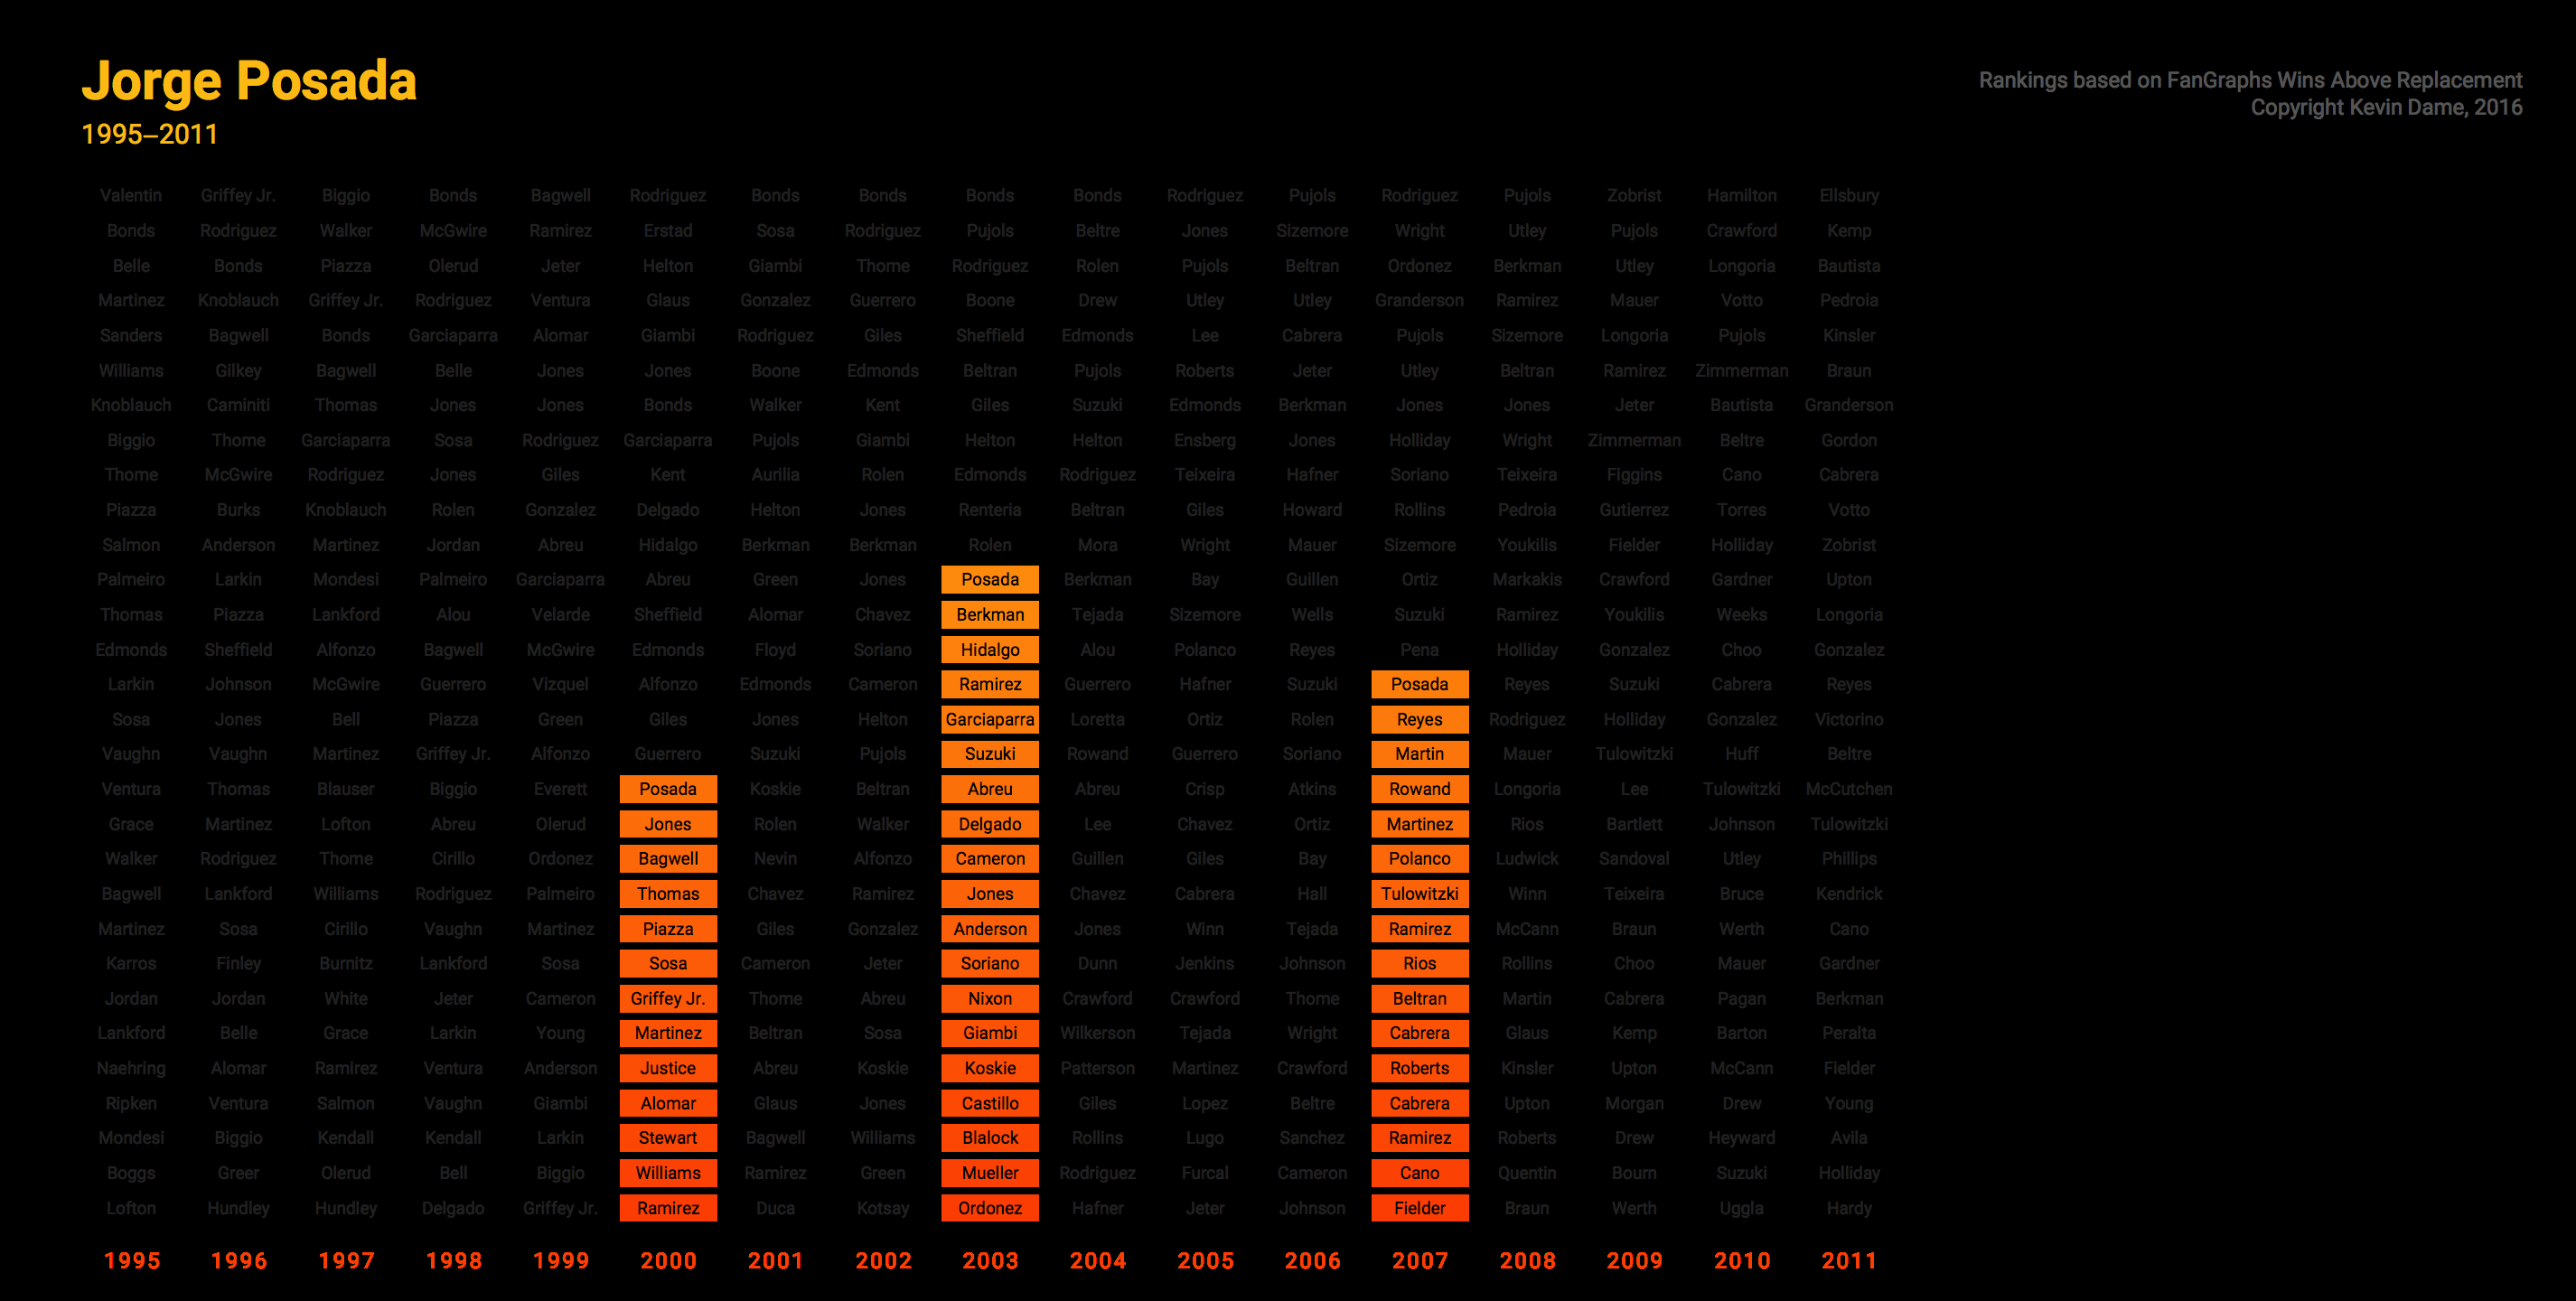 Jorge Posada
1995–2011
Rankings based on FanGraphs Wins Above Replacement
Copyright Kevin Dame, 2016
Valentin Griffey Jr. Biggio Bonds Bagwell Rodriguez Bonds Bonds Bonds Bonds Rodriguez Pujols Rodriguez Pujols Zobrist Hamilton Ellsbury
Bonds Rodriguez Walker McGwire Ramirez Erstad Sosa Rodriguez Pujols Beltre Jones Sizemore Wright Utley Pujols Crawford Kemp
Belle Bonds Piazza Olerud Jeter Helton Giambi Thome Rodriguez Rolen Pujols Beltran Ordonez Berkman Utley Longoria Bautista
Martinez Knoblauch Griffey Jr. Rodriguez Ventura Glaus Gonzalez Guerrero Boone Drew Utley Utley Granderson Ramirez Mauer Votto Pedroia
Sanders Bagwell Bonds Garciaparra Alomar Giambi Rodriguez Giles Sheffield Edmonds Lee Cabrera Pujols Sizemore Longoria Pujols Kinsler
Williams Gilkey Bagwell Belle Jones Jones Boone Edmonds Beltran Pujols Roberts Jeter Utley Beltran Ramirez Zimmerman Braun
Knoblauch Caminiti Thomas Jones Jones Bonds Walker Kent Giles Suzuki Edmonds Berkman Jones Jones Jeter Bautista Granderson
Biggio Thome Garciaparra Sosa Rodriguez Garciaparra Pujols Giambi Helton Helton Ensberg Jones Holliday Wright Zimmerman Beltre Gordon
Thome McGwire Rodriguez Jones Giles Kent Aurilia Rolen Edmonds Rodriguez Teixeira Hafner Soriano Teixeira Figgins Cano Cabrera
Piazza Burks Knoblauch Rolen Gonzalez Delgado Helton Jones Renteria Beltran Giles Howard Rollins Pedroia Gutierrez Torres Votto
Salmon Anderson Martinez Jordan Abreu Hidalgo Berkman Berkman Rolen Mora Wright Mauer Sizemore Youkilis Fielder Holliday Zobrist
Palmeiro Larkin Mondesi Palmeiro Garciaparra Abreu Green Jones Posada Berkman Bay Guillen Ortiz Markakis Crawford Gardner Upton
Thomas Piazza Lankford Alou Velarde Sheffield Alomar Chavez Berkman Tejada Sizemore Wells Suzuki Ramirez Youkilis Weeks Longoria
Edmonds Sheffield Alfonzo Bagwell McGwire Edmonds Floyd Soriano Hidalgo Alou Polanco Reyes Pena Holliday Gonzalez Choo Gonzalez
Larkin Johnson McGwire Guerrero Vizquel Alfonzo Edmonds Cameron Ramirez Guerrero Hafner Suzuki Posada Reyes Suzuki Cabrera Reyes
Sosa Jones Bell Piazza Green Giles Jones Helton Garciaparra Loretta Ortiz Rolen Reyes Rodriguez Holliday Gonzalez Victorino
Vaughn Vaughn Martinez Griffey Jr. Alfonzo Guerrero Suzuki Pujols Suzuki Rowand Guerrero Soriano Martin Mauer Tulowitzki Huff Beltre
Ventura Thomas Blauser Biggio Everett Posada Koskie Beltran Abreu Abreu Crisp Atkins Rowand Longoria Lee Tulowitzki McCutchen
Grace Martinez Lofton Abreu Olerud Jones Rolen Walker Delgado Lee Chavez Ortiz Martinez Rios Bartlett Johnson Tulowitzki
Walker Rodriguez Thome Cirillo Ordonez Bagwell Nevin Alfonzo Cameron Guillen Giles Bay Polanco Ludwick Sandoval Utley Phillips
Bagwell Lankford Williams Rodriguez Palmeiro Thomas Chavez Ramirez Jones Chavez Cabrera Hall Tulowitzki Winn Teixeira Bruce Kendrick
Martinez Sosa Cirillo Vaughn Martinez Piazza Giles Gonzalez Anderson Jones Winn Tejada Ramirez McCann Braun Werth Cano
Karros Finley Burnitz Lankford Sosa Sosa Cameron Jeter Soriano Dunn Jenkins Johnson Rios Rollins Choo Mauer Gardner
Jordan Jordan White Jeter Cameron Griffey Jr. Thome Abreu Nixon Crawford Crawford Thome Beltran Martin Cabrera Pagan Berkman
Lankford Belle Grace Larkin Young Martinez Beltran Sosa Giambi Wilkerson Tejada Wright Cabrera Glaus Kemp Barton Peralta
Naehring Alomar Ramirez Ventura Anderson Justice Abreu Koskie Koskie Patterson Martinez Crawford Roberts Kinsler Upton McCann Fielder
Ripken Ventura Salmon Vaughn Giambi Alomar Glaus Jones Castillo Giles Lopez Beltre Cabrera Upton Morgan Drew Young
Mondesi Biggio Kendall Kendall Larkin Stewart Bagwell Williams Blalock Rollins Lugo Sanchez Ramirez Roberts Drew Heyward Avila
Boggs Greer Olerud Bell Biggio Williams Ramirez Green Mueller Rodriguez Furcal Cameron Cano Quentin Bourn Suzuki Holliday
Lofton Hundley Hundley Delgado Griffey Jr. Ramirez Duca Kotsay Ordonez Hafner Jeter Johnson Fielder Braun Werth Uggla Hardy
1995 1996 1997 1998 1999 2000 2001 2002 2003 2004 2005 2006 2007 2008 2009 2010 2011